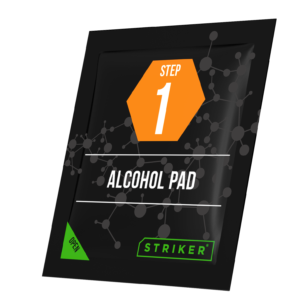 STEP
1
ALCOHOL PAD
OPEN
STRIKER